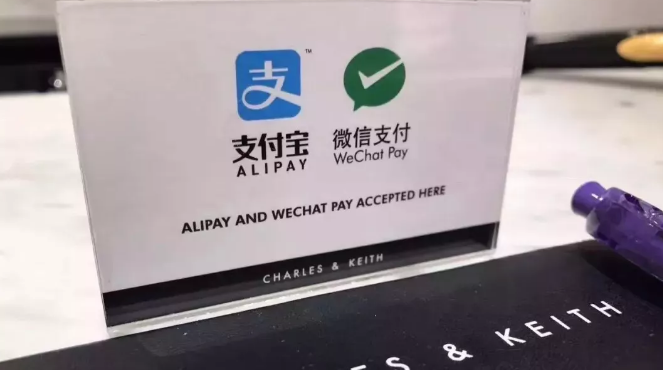 支
TM
支付宝
ALIPAY
微信支付
WeChat Pay
ALIPAY AND WECHAT PAY ACCEPTED HERE
CHARLES & KEITH
& KEITH